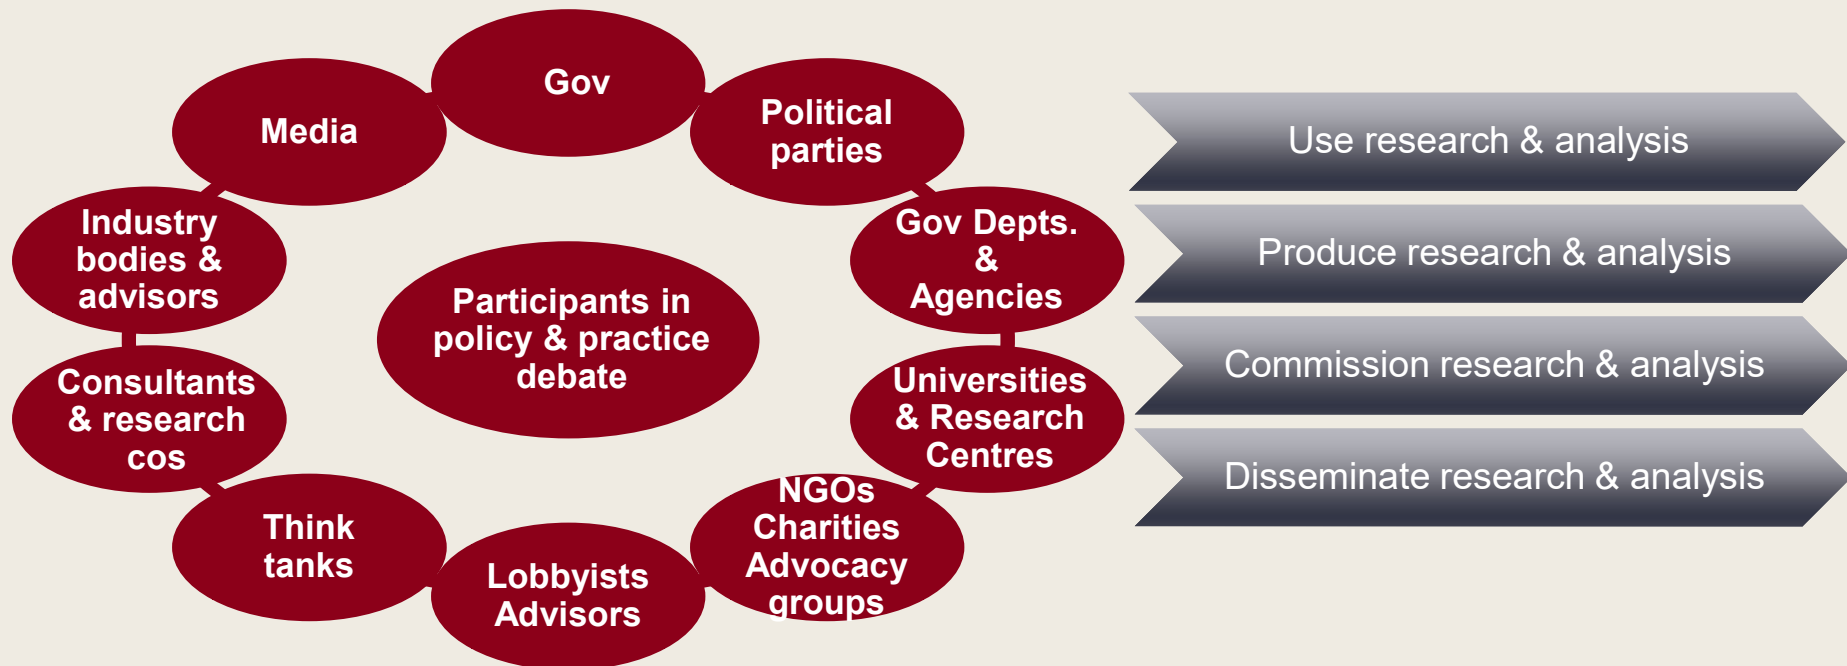 Gov
Political
parties
Gov Depts.
&
Agencies
Universities
& Research
Centres
NGOs
Charities
Advocacy
groups
Lobbyists
Advisors
Think
tanks
Consultants
& research
cos
Industry
bodies &
advisors
Media
Participants in
policy & practice
debate
Use research & analysis
Produce research & analysis
Commission research & analysis
Disseminate research & analysis